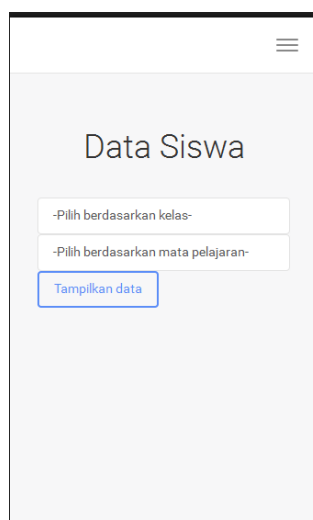 Data Siswa
-Pilih berdasarkan kelas-
-Pilih berdasarkan mata pelajaran-
Tampilkan data